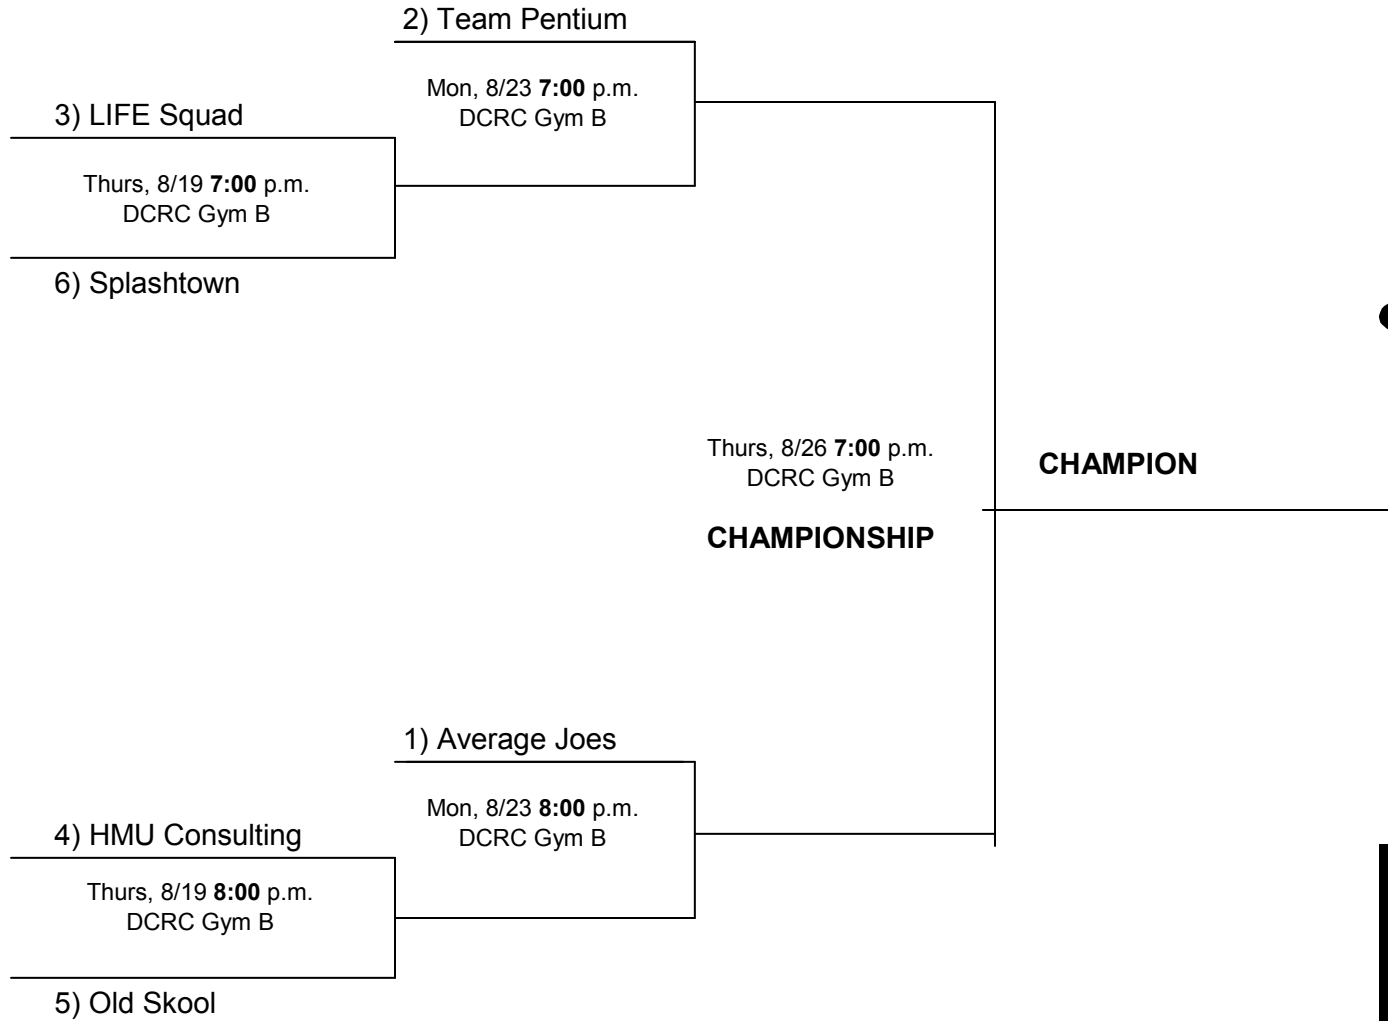 2) Team Pentium
Mon, 8/23 7:00 p.m.
DCRC Gym B
3) LIFE Squad
Thurs, 8/19 7:00 p.m.
DCRC Gym B
6) Splashtown
Thurs, 8/26 7:00 p.m.
DCRC Gym B
CHAMPIONSHIP
CHAMPION
1) Average Joes
Mon, 8/23 8:00 p.m.
DCRC Gym B
4) HMU Consulting
Thurs, 8/19 8:00 p.m.
DCRC Gym B
5) Old Skool